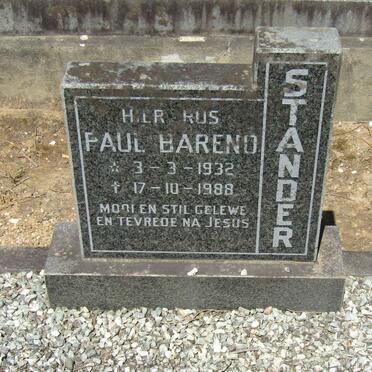 HIER RUS
PAUL BAREND
☆ 3-3-1932
† 17-10-1988
MOOI EN STIL GELEWE
EN TEVREDE NA JESUS
STANDER